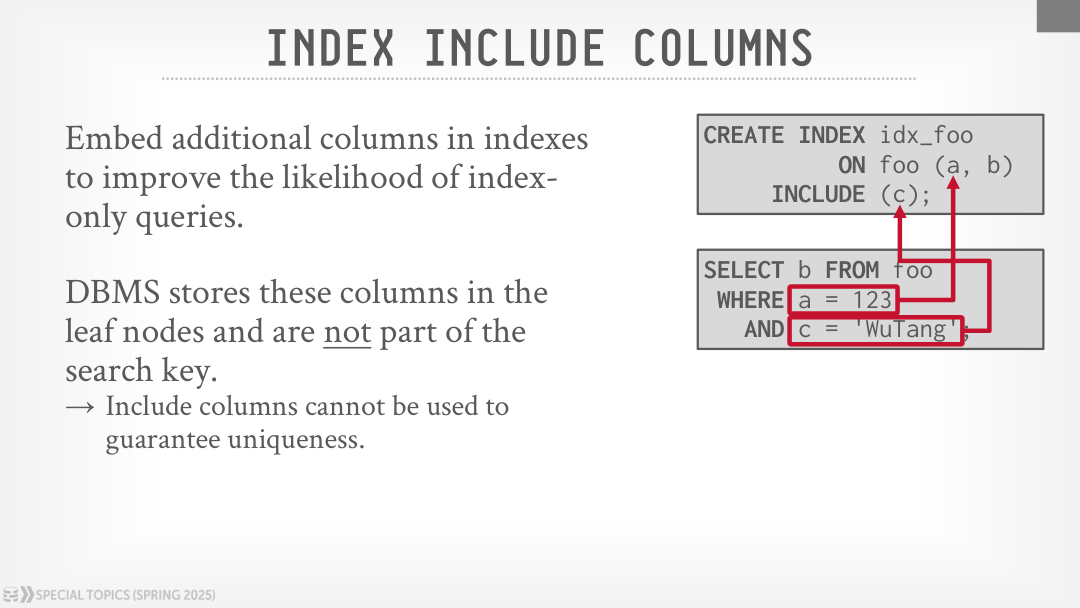 INDEX INCLUDE COLUMNS
Embed additional columns in indexes
to improve the likelihood of index-
only queries.
DBMS stores these columns in the
leaf nodes and are not part of the
search key.
→ Include columns cannot be used to
guarantee uniqueness.
CREATE INDEX idx_foo
ON foo (a, b)
INCLUDE (c);
SELECT b FROM foo
WHERE a = 123
AND c = 'WuTang';
SPECIAL TOPICS (SPRING 2025)